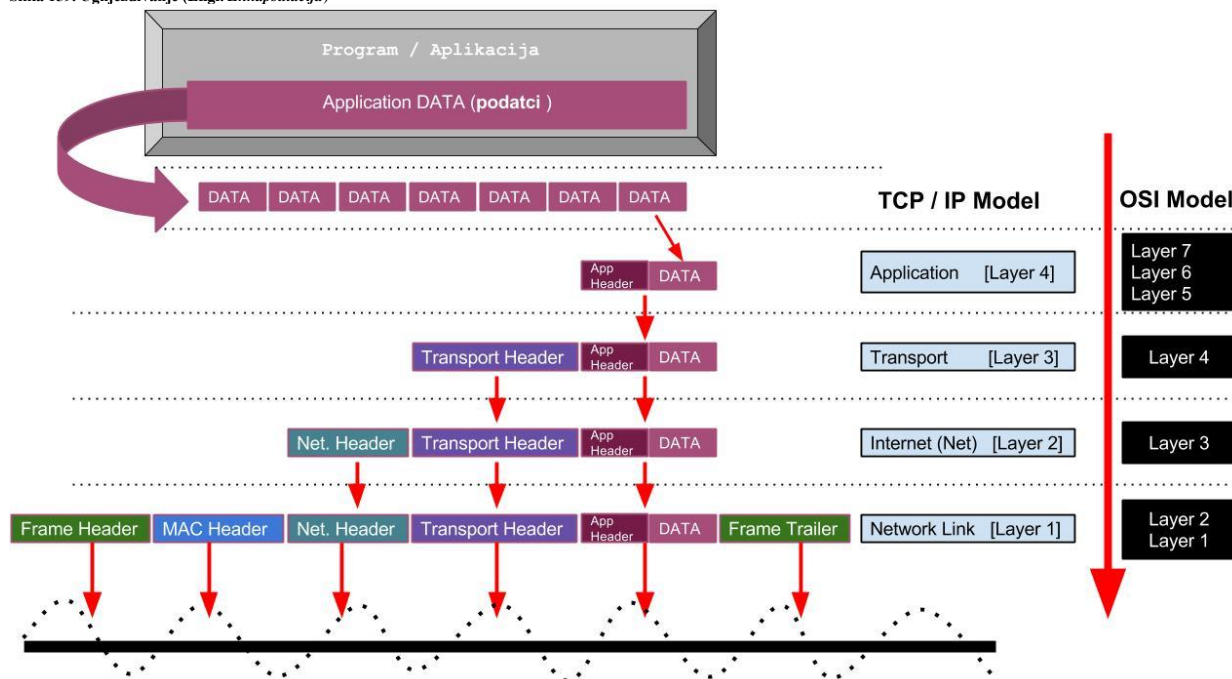 Program / Aplikacija
Application DATA (podatci )
DATA DATA DATA DATA DATA DATA DATA
TCP / IP Model
OSI Model
App Header DATA
Application [Layer 4]
Layer 7
Layer 6
Layer 5
Transport Header App Header DATA
Transport [Layer 3]
Layer 4
Net. Header Transport Header App Header DATA
Internet (Net) [Layer 2]
Layer 3
Frame Header MAC Header Net. Header Transport Header App Header DATA Frame Trailer
Network Link [Layer 1]
Layer 2
Layer 1